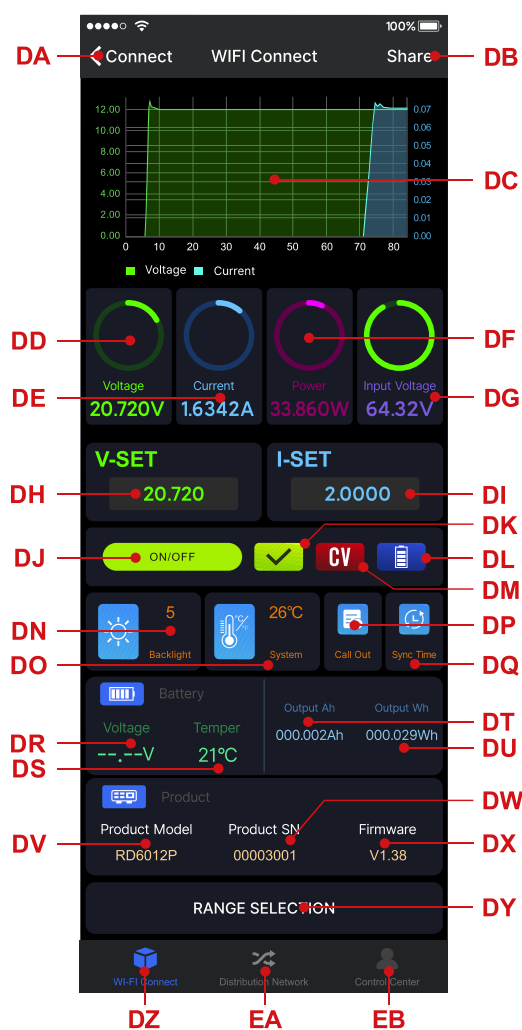 100%
DA Connect WIFI Connect Share DB
12.00 0.07
10.00 0.06
8.00 0.05
6.00 0.04
DC
4.00 0.03
0.02
2.00 0.01
0.00 0.00
0 10 20 30 40 50 60 70 80
Voltage Current
DD DF
Voltage Current Power Input Voltage
DE 20.720V 1.6342A 33.860W 64.32V DG
V-SET I-SET
DH 20.720 2.0000 DI
DK
DJ ON/OFF CV DL
DM
5 26℃ ℃/℉
DN DP
Backlight System Call Out Sync Time
DO DQ
Battery
Output Ah Output Wh
Voltage Temper DT
000.002Ah 000.029Wh
DR --.--V 21℃ DU
DS
Product
DW
Product Model Product SN Firmware
DV DX
RD6012P 00003001 V1.38
RANGE SELECTION DY
WI-FI Connect Distribution Network Control Center
DZ EA EB